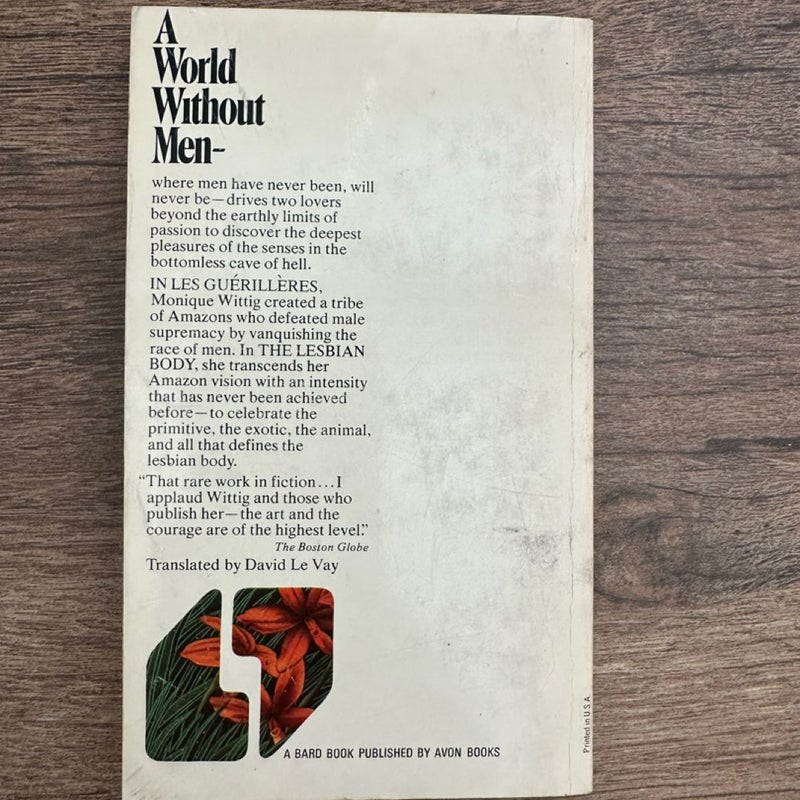 A
World
Without
Men-
where men have never been, will
never be—drives two lovers
beyond the earthly limits of
passion to discover the deepest
pleasures of the senses in the
bottomless cave of hell.
IN LES GUÉRILLÈRES,
Monique Wittig created a tribe
of Amazons who defeated male
supremacy by vanquishing the
race of men. In THE LESBIAN
BODY, she transcends her
Amazon vision with an intensity
that has never been achieved
before—to celebrate the
primitive, the exotic, the animal,
and all that defines the
lesbian body.
“That rare work in fiction...I
applaud Wittig and those who
publish her—the art and the
courage are of the highest level.”
The Boston Globe
Translated by David Le Vay
A BARD BOOK PUBLISHED BY AVON BOOKS
Printed in U.S.A.